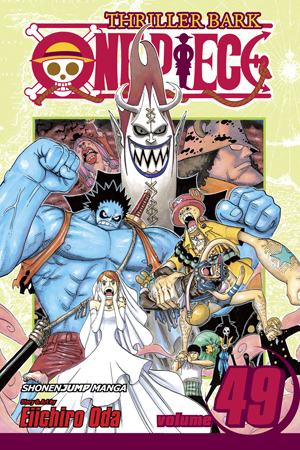 THRILLER BARK
ONE PIECE
SHONEN JUMP MANGA
Story & Art by
Eiichiro Oda
volume 49